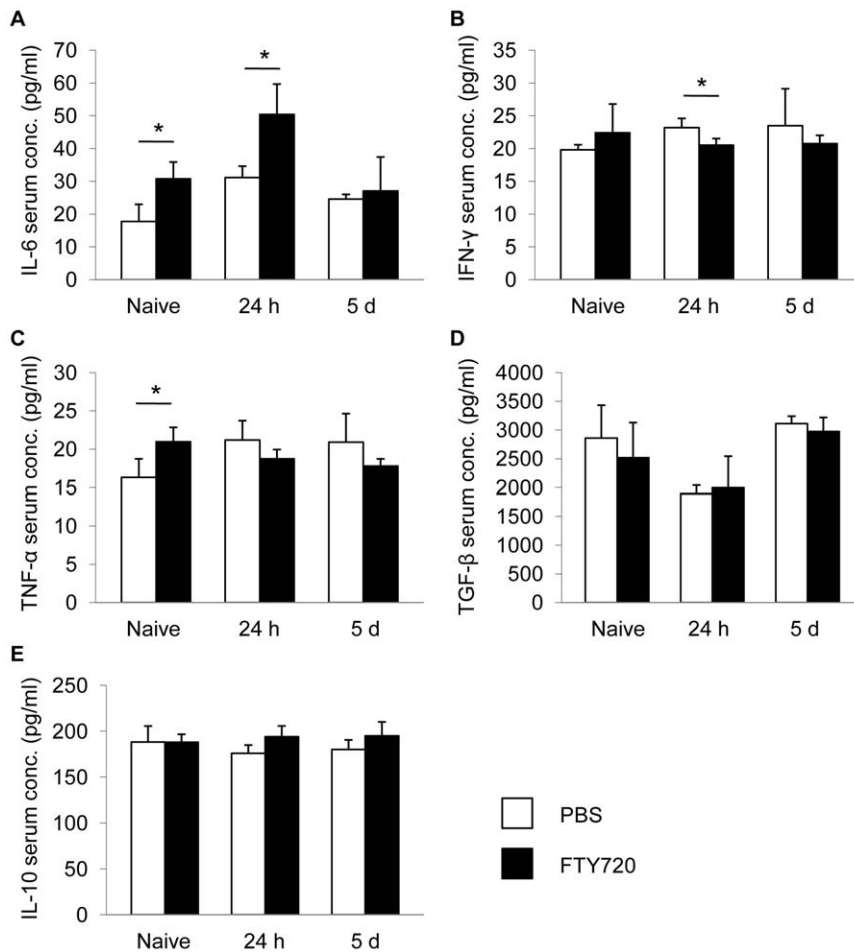 A
IL-6 serum conc. (pg/ml)
70
60
50
40
30
20
10
0
*
*
Naive 24 h 5 d
B
IFN-γ serum conc. (pg/ml)
35
30
25
20
15
10
5
0
*
Naive 24 h 5 d
C
TNF-α serum conc. (pg/ml)
30
25
20
15
10
5
0
*
Naive 24 h 5 d
D
TGF-β serum conc. (pg/ml)
4000
3500
3000
2500
2000
1500
1000
500
0
Naive 24 h 5 d
E
IL-10 serum conc. (pg/ml)
250
200
150
100
50
0
Naive 24 h 5 d
PBS
FTY720